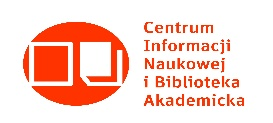 Centrum
Informacji
Naukowej
i Biblioteka
Akademicka